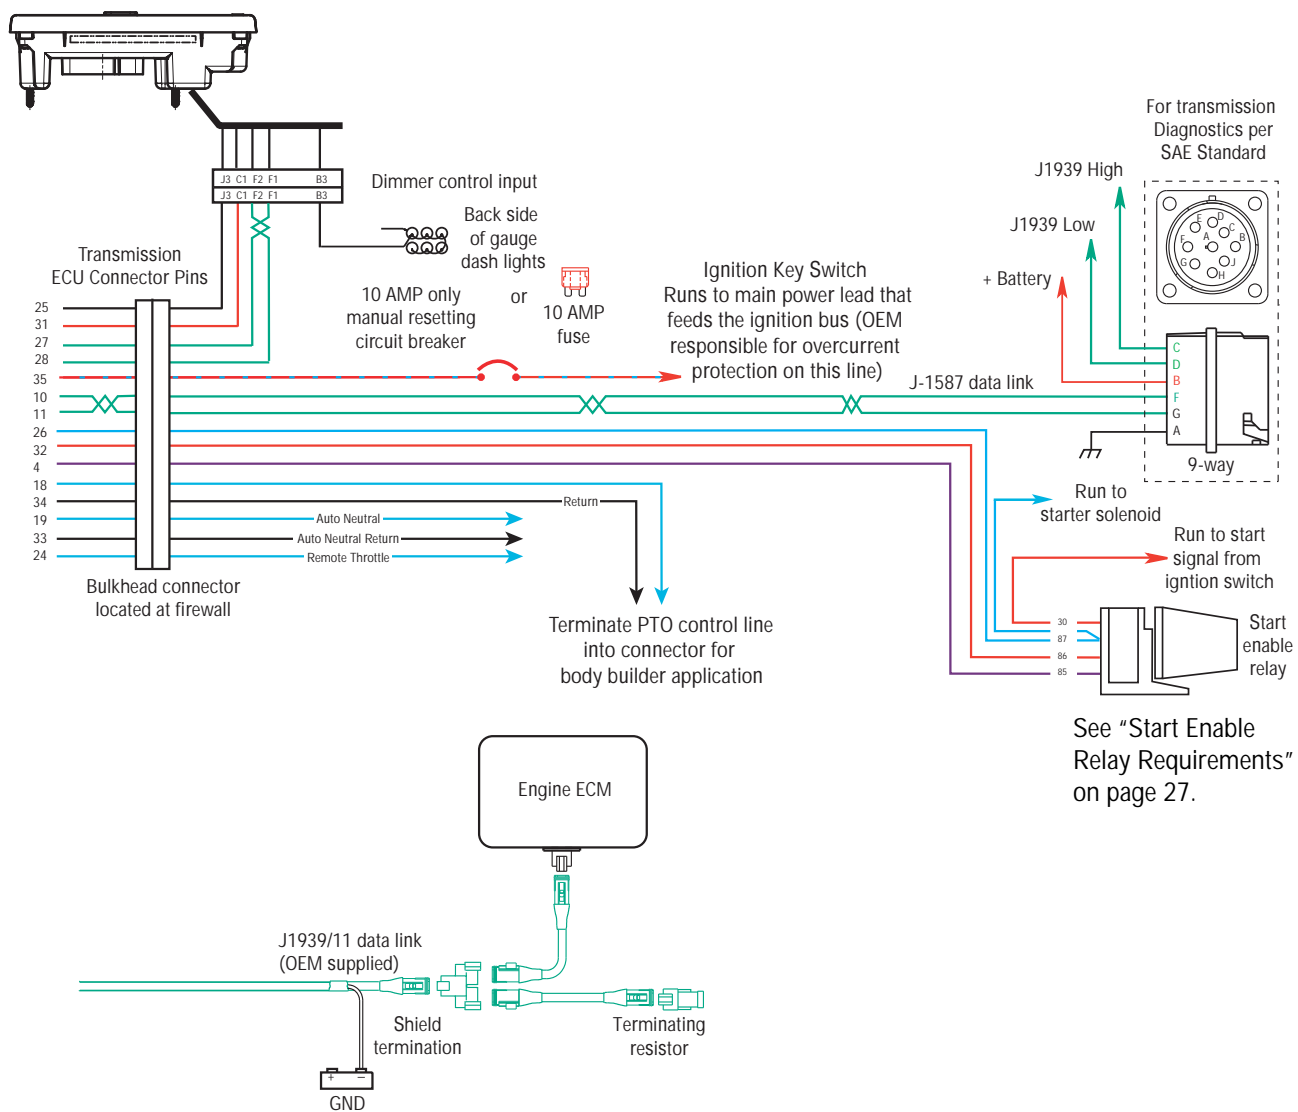 For transmission
Diagnostics per
SAE Standard
J3 C1 F2 F1 B3
J3 C1 F2 F1 B3
Dimmer control input
Back side
of gauge
dash lights
or
10 AMP
fuse
10 AMP only
manual resetting
circuit breaker
Transmission
ECU Connector Pins
25
31
27
28
35
10
11
26
32
4
18
34
19
33
24
Bulkhead connector
located at firewall
Ignition Key Switch
Runs to main power lead that
feeds the ignition bus (OEM
responsible for overcurrent
protection on this line)
J1939 High
J1939 Low
+ Battery
J-1587 data link
E D
C
F A B
G J
H
C
D
B
F
G
A
9-way
Return
Auto Neutral
Auto Neutral Return
Remote Throttle
Terminate PTO control line
into connector for
body builder application
Run to
starter solenoid
Run to start
signal from
igntion switch
30
87
86
85
Start
enable
relay
See “Start Enable
Relay Requirements”
on page 27.
Engine ECM
J1939/11 data link
(OEM supplied)
Shield
termination
Terminating
resistor
+ −
GND